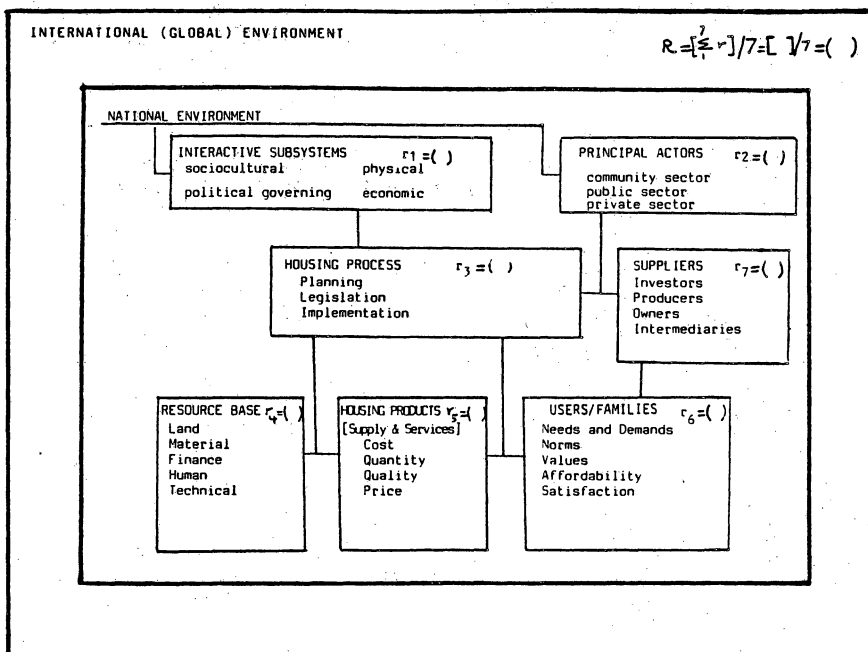 INTERNATIONAL (GLOBAL) ENVIRONMENT
R=[7Σ1 r]/7=[ ]/7=( )
NATIONAL ENVIRONMENT
INTERACTIVE SUBSYSTEMS r1=( )
sociocultural physical
political governing economic
PRINCIPAL ACTORS r2=( )
community sector
public sector
private sector
HOUSING PROCESS r3=( )
Planning
Legislation
Implementation
SUPPLIERS r7=( )
Investors
Producers
Owners
Intermediaries
RESOURCE BASE r4=( )
Land
Material
Finance
Human
Technical
HOUSING PRODUCTS r5=( )
[Supply & Services]
Cost
Quantity
Quality
Price
USERS/FAMILIES r6=( )
Needs and Demands
Norms
Values
Affordability
Satisfaction